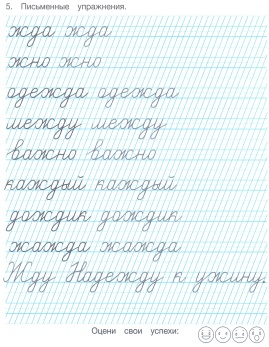 5. Письменные упражнения.
жда жда
жно жно
одежда одежда
между между
важно важно
каждый каждый
дождик дождик
жажда жажда
Жду Надежду к ужину.
Оцени свои успехи: